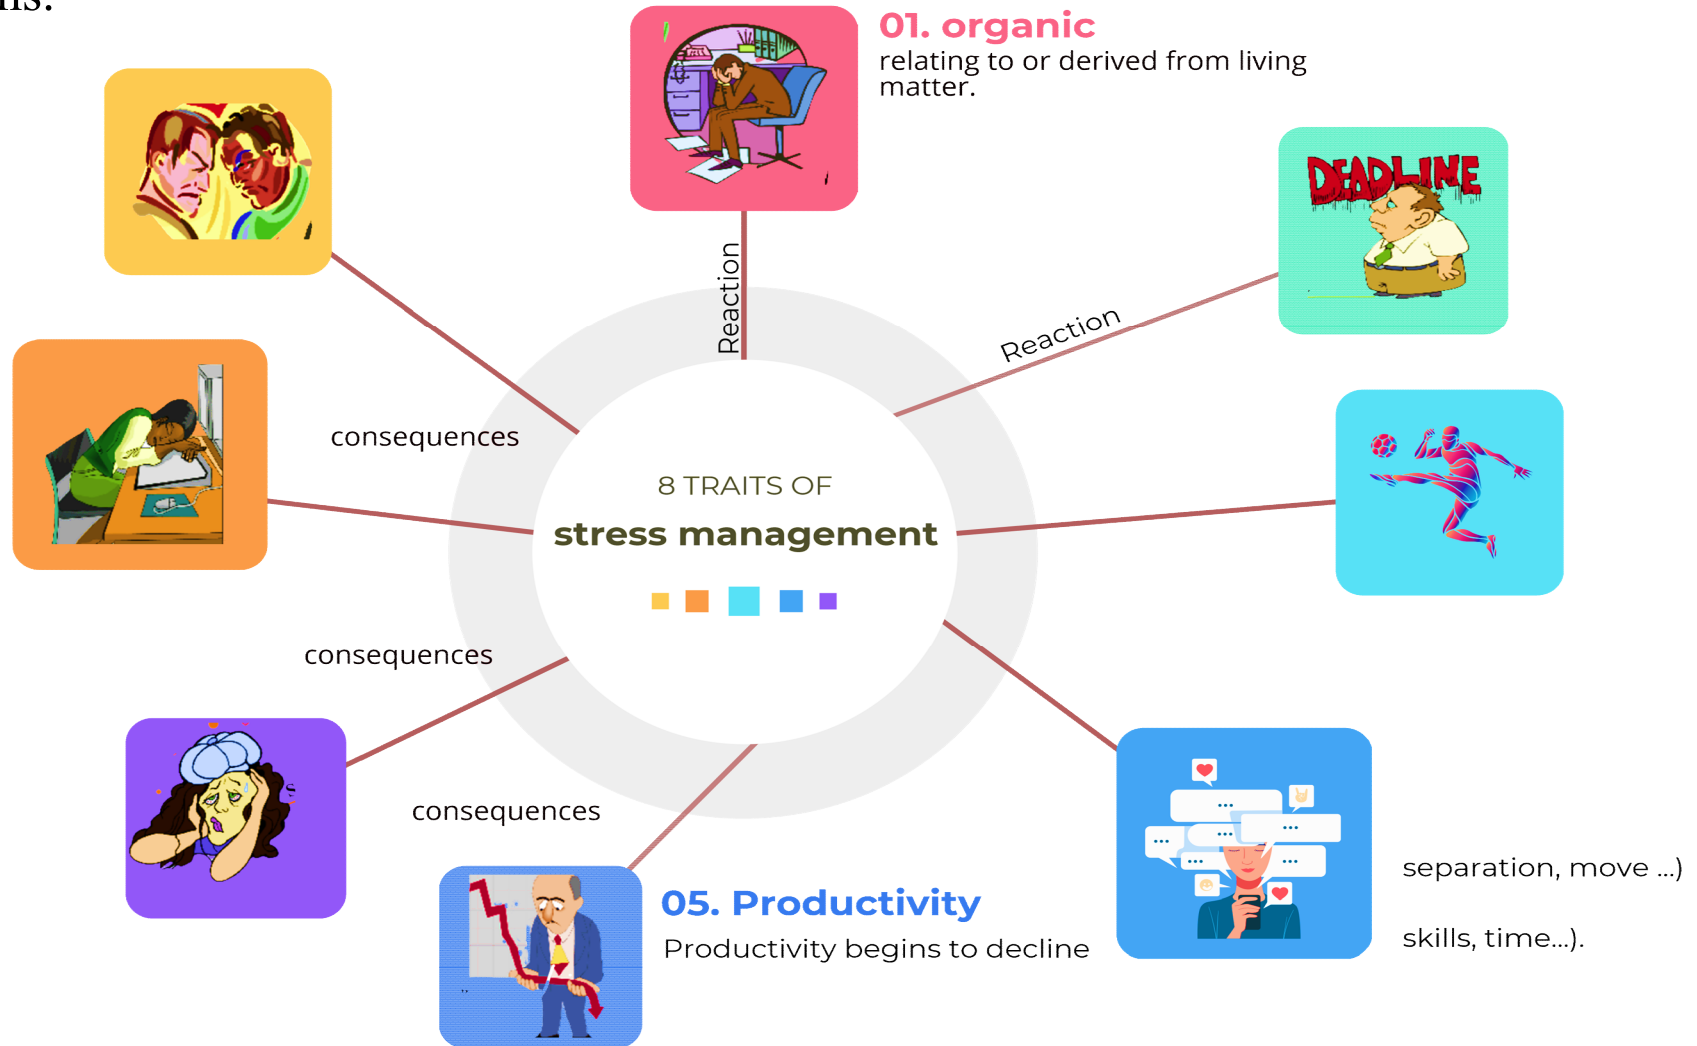 01. organic
relating to or derived from living
matter.
DEADLINE
Reaction
Reaction
consequences
8 TRAITS OF
stress management
consequences
consequences
05. Productivity
Productivity begins to decline
separation, move ...)
skills, time...).